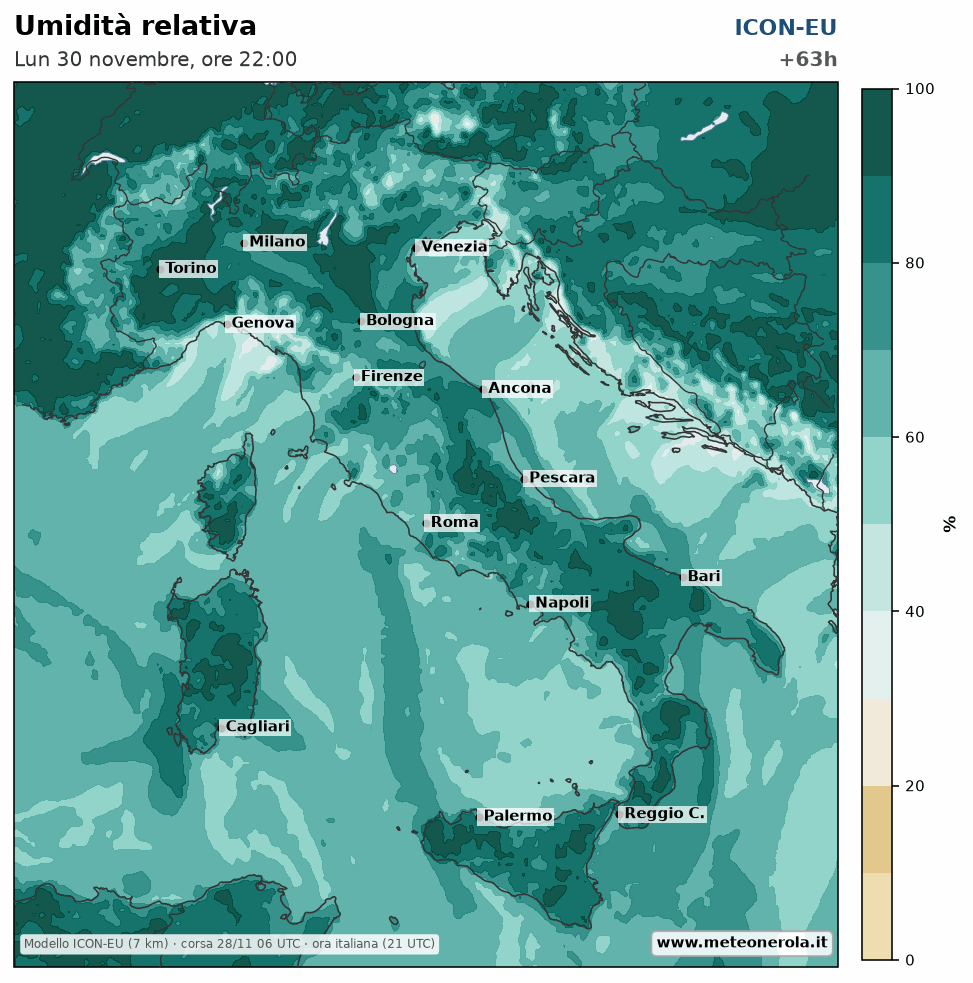 Umidità relativa
ICON-EU
Lun 30 novembre, ore 22:00
+63h
100
80
60
40
20
0
%
Milano
Venezia
Torino
Genova
Bologna
Firenze
Ancona
Pescara
Roma
Bari
Napoli
Cagliari
Palermo
Reggio C.
Modello ICON-EU (7 km) · corsa 28/11 06 UTC · ora italiana (21 UTC)
www.meteonerola.it